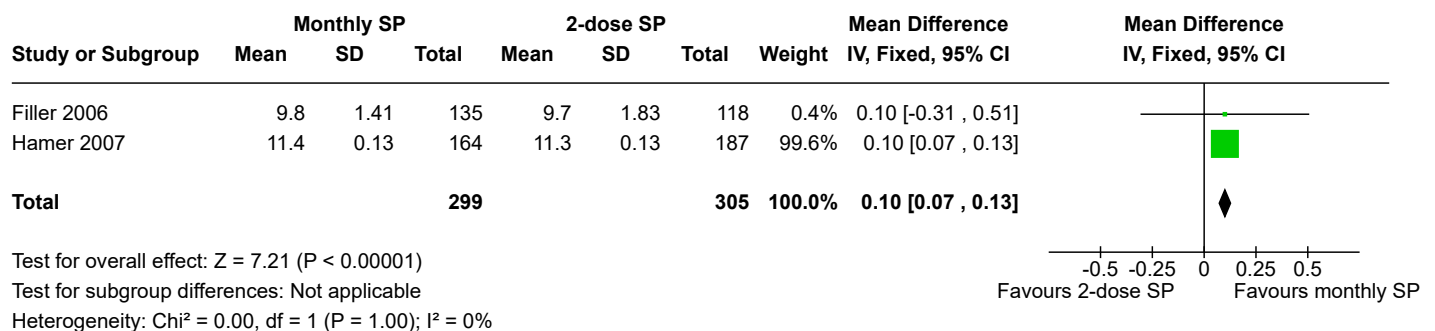 Monthly SP 2-dose SP Mean Difference Mean Difference
Study or Subgroup Mean SD Total Mean SD Total Weight IV, Fixed, 95% CI IV, Fixed, 95% CI
Filler 2006 9.8 1.41 135 9.7 1.83 118 0.4% 0.10 [-0.31 , 0.51]
Hamer 2007 11.4 0.13 164 11.3 0.13 187 99.6% 0.10 [0.07 , 0.13]
Total 299 305 100.0% 0.10 [0.07 , 0.13]
Test for overall effect: Z = 7.21 (P < 0.00001)
-0.5 -0.25 0 0.25 0.5
Test for subgroup differences: Not applicable Favours 2-dose SP Favours monthly SP
Heterogeneity: Chi² = 0.00, df = 1 (P = 1.00); I² = 0%